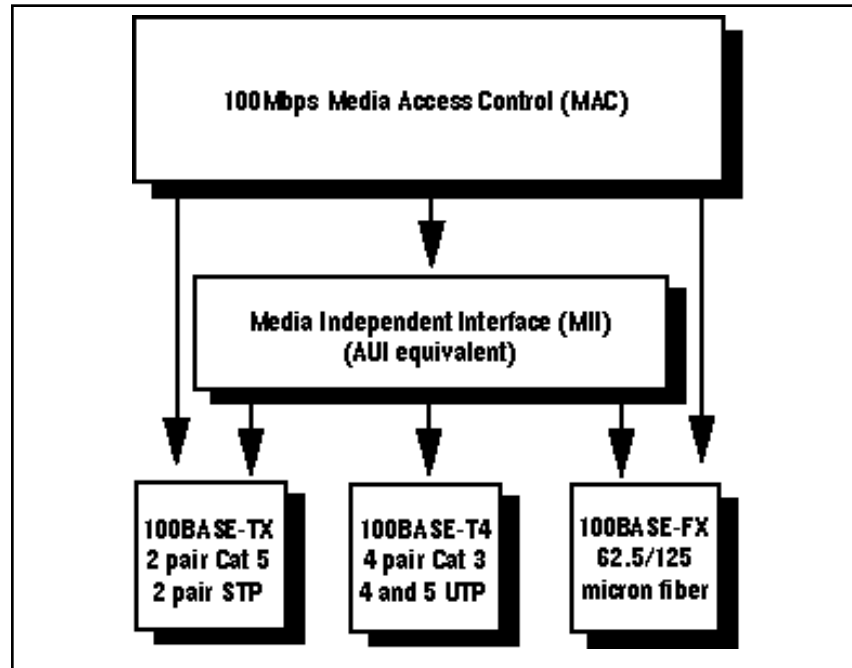 100Mbps Media Access Control (MAC)
Media Independent Interface (MII)
(AUI equivalent)
100BASE-TX
2 pair Cat 5
2 pair STP
100BASE-T4
4 pair Cat 3
4 and 5 UTP
100BASE-FX
62.5/125
micron fiber